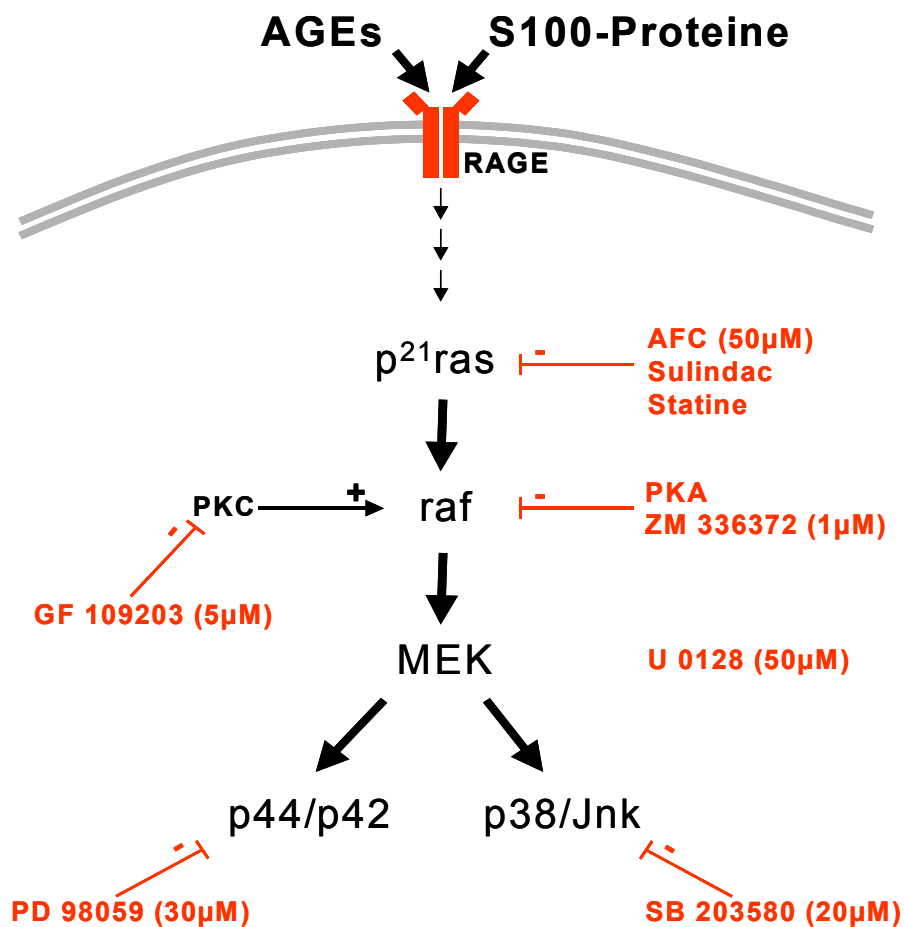 AGEs
S100-Proteine
RAGE
p²¹ras
-
AFC (50µM)
Sulindac
Statine
PKC
+
raf
-
PKA
ZM 336372 (1µM)
-
GF 109203 (5µM)
MEK
U 0128 (50µM)
p44/p42
p38/Jnk
-
-
PD 98059 (30µM)
SB 203580 (20µM)